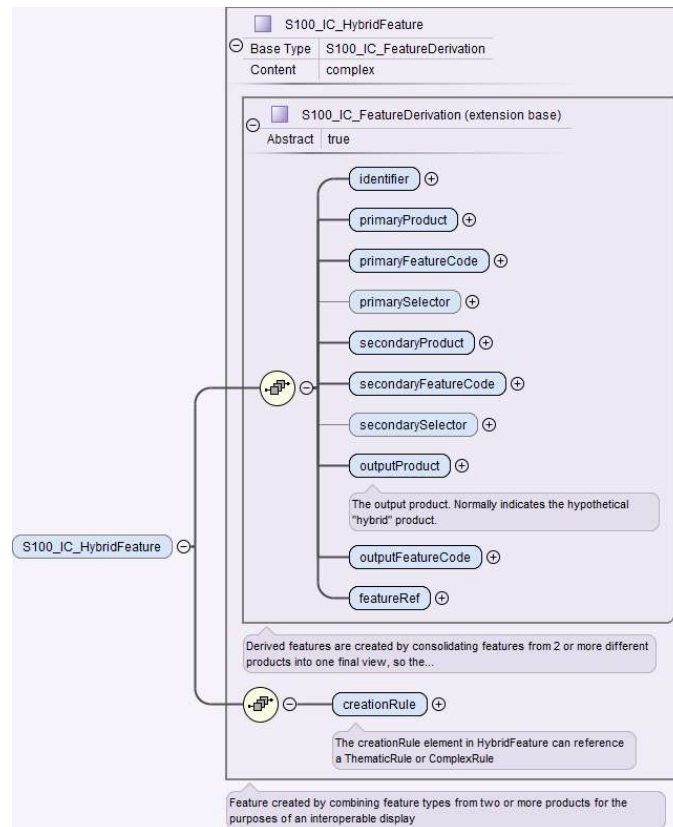 S100_IC_HybridFeature
Base Type S100_IC_FeatureDerivation
Content complex
S100_IC_FeatureDerivation (extension base)
Abstract true
identifier
primaryProduct
primaryFeatureCode
primarySelector
secondaryProduct
secondaryFeatureCode
secondarySelector
outputProduct
The output product. Normally indicates the hypothetical
"hybrid" product.
S100_IC_HybridFeature
outputFeatureCode
featureRef
Derived features are created by consolidating features from 2 or more different
products into one final view, so the...
creationRule
The creationRule element in HybridFeature can reference
a ThematicRule or ComplexRule
Feature created by combining feature types from two or more products for the
purposes of an interoperable display